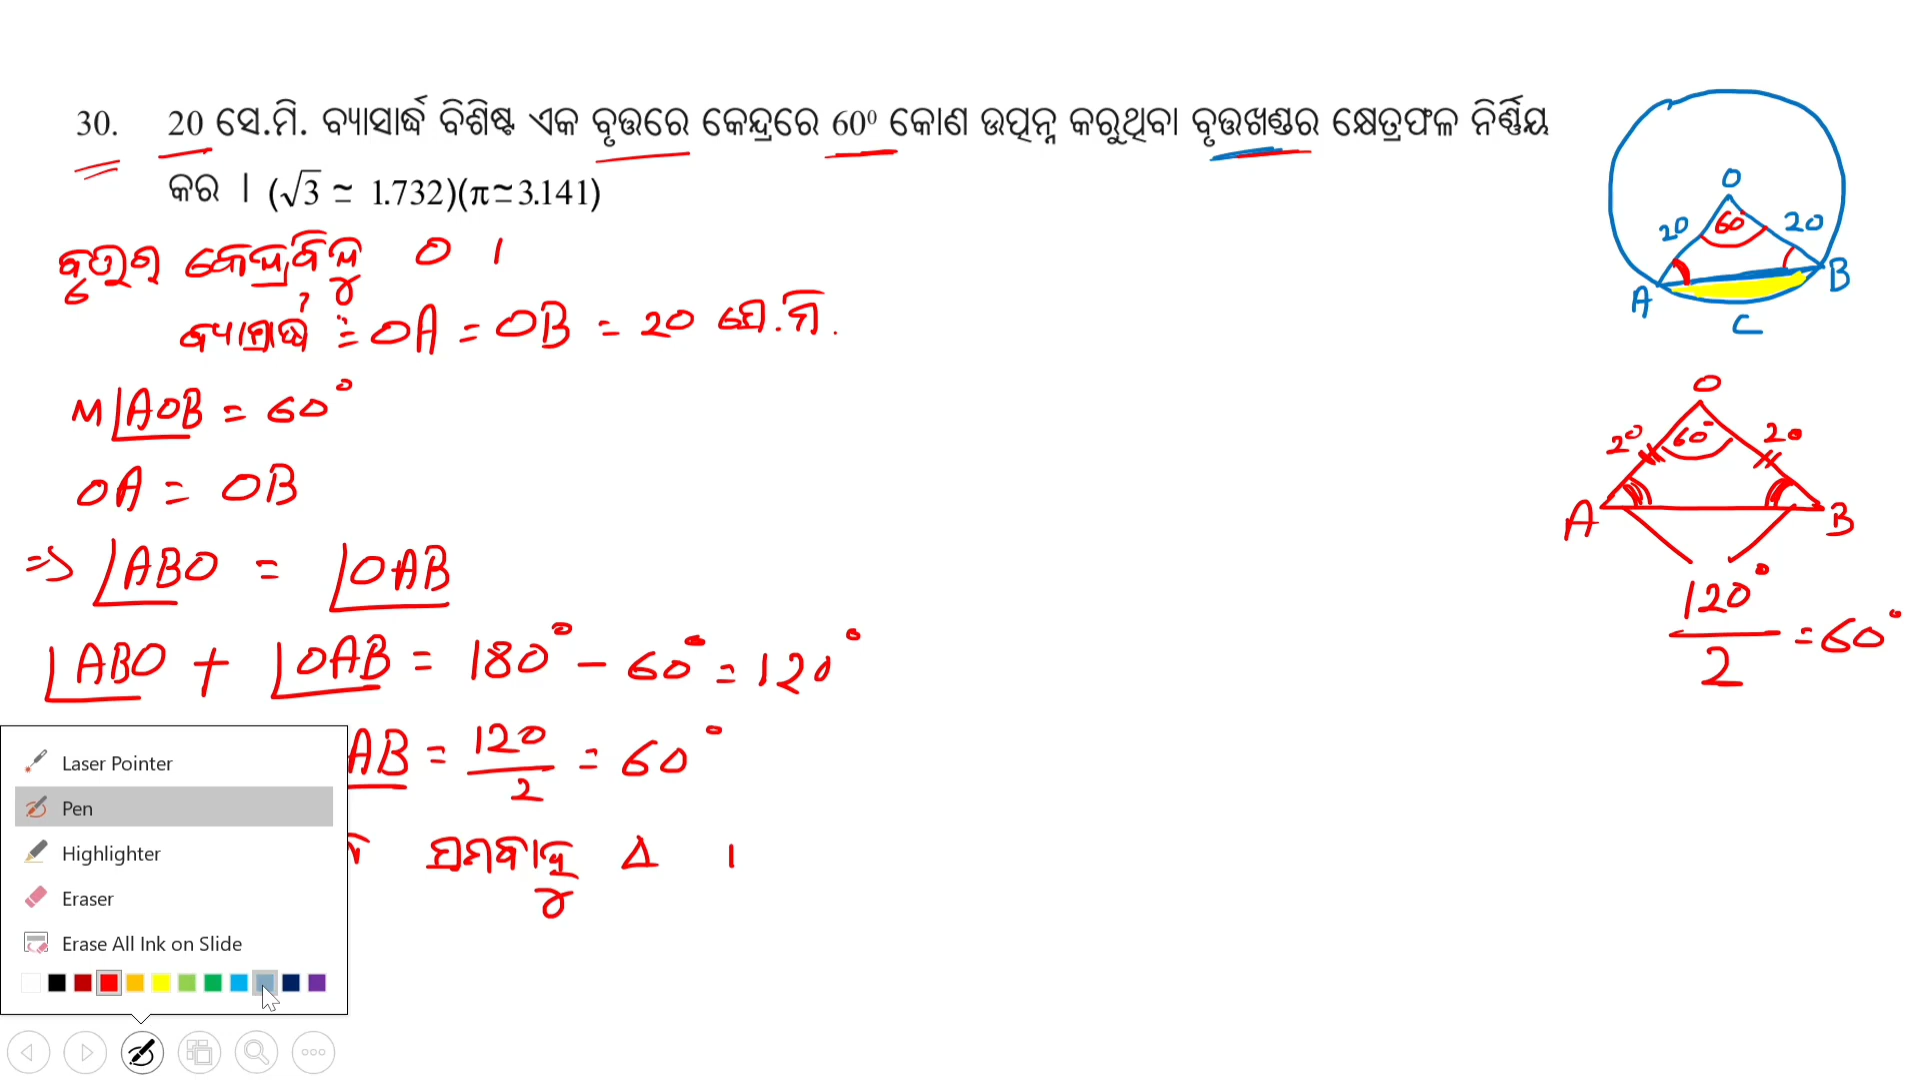 30. 20 ସେ.ମି. ବ୍ୟାସାର୍ଦ୍ଧ ବିଶିଷ୍ଟ ଏକ ବୃତ୍ତରେ କେନ୍ଦ୍ରରେ 60⁰ କୋଣ ଉତ୍ପନ୍ନ କରୁଥିବା ବୃତ୍ତଖଣ୍ଡର କ୍ଷେତ୍ରଫଳ ନିର୍ଣ୍ଣୟ
କର । (√3 ≃ 1.732)(π≃3.141)
ବୃତ୍ତର କେନ୍ଦ୍ରବିନ୍ଦୁ O ।
ବ୍ୟାସାର୍ଦ୍ଧ = OA = OB = 20 ସେ.ମି.
m∠AOB = 60°
OA = OB
⇒ ∠ABO = ∠OAB
∠ABO + ∠OAB = 180° − 60° = 120°
AB = 120/2 = 60°
ସମବାହୁ Δ ।
O
20 60 20
A B
C
O
20 60° 20
A B
120°/2 = 60°
Laser Pointer
Pen
Highlighter
Eraser
Erase All Ink on Slide